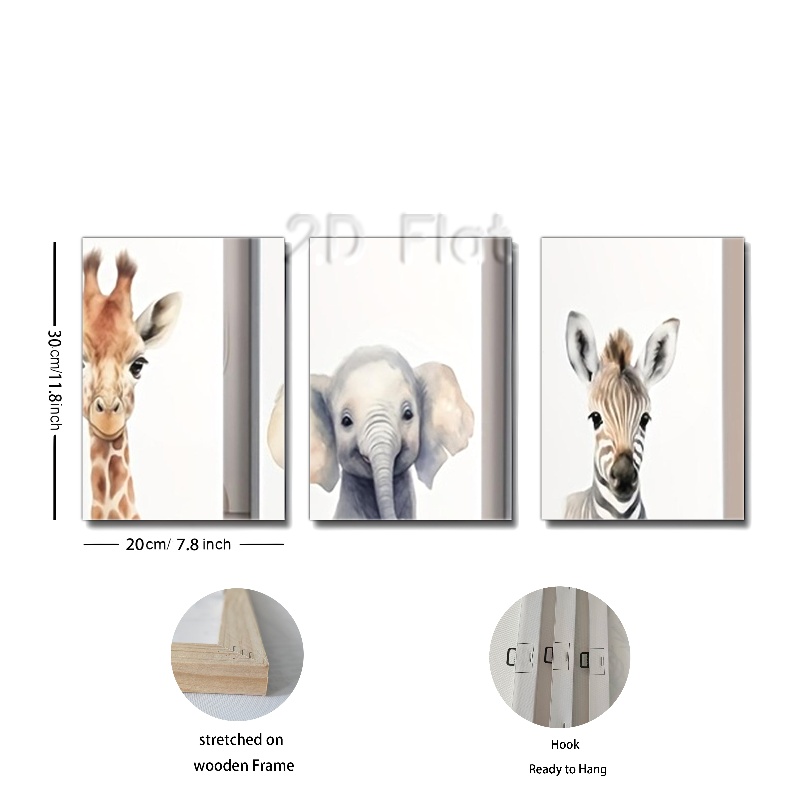 2D Flat
30cm/11.8inch
20cm/ 7.8 inch
stretched on
wooden Frame
Hook
Ready to Hang